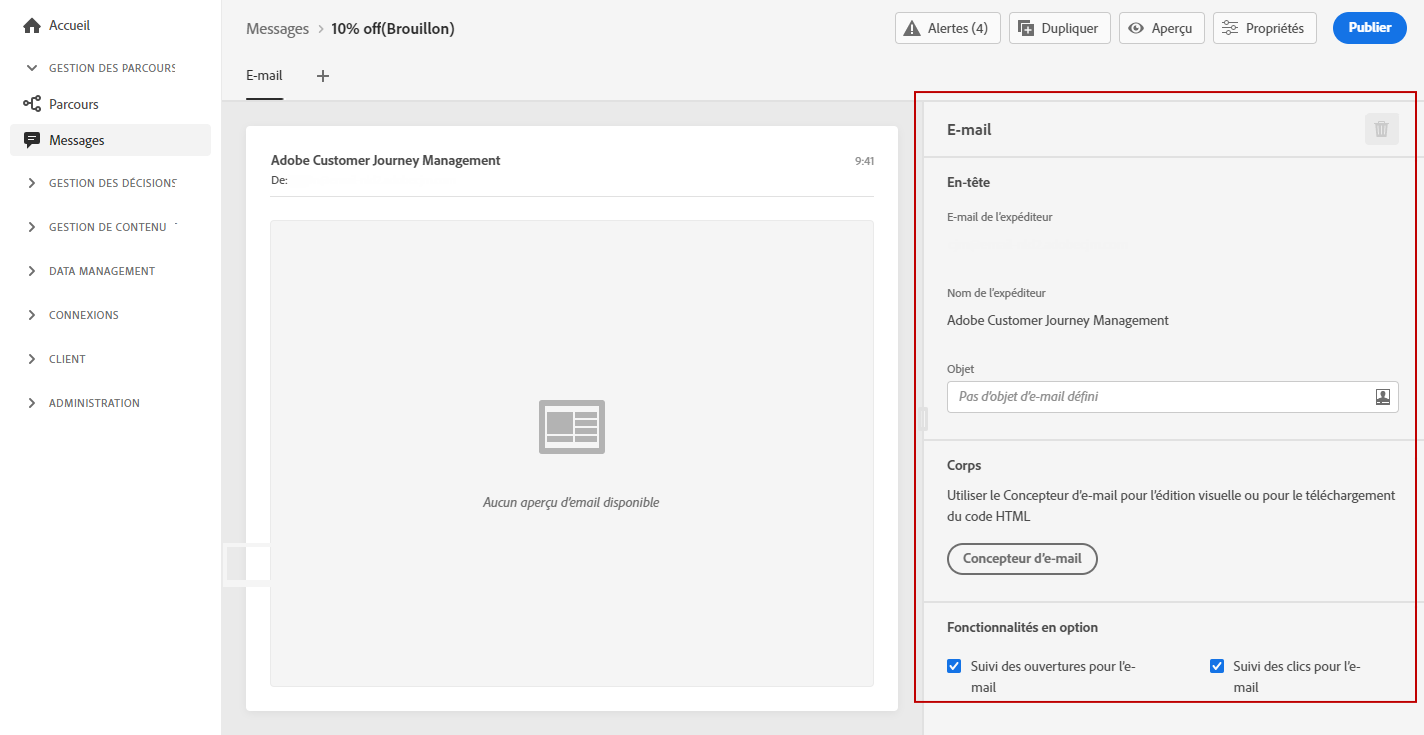 Accueil
GESTION DES PARCOURS
Parcours
Messages
GESTION DES DÉCISIONS
GESTION DE CONTENU
DATA MANAGEMENT
CONNEXIONS
CLIENT
ADMINISTRATION
Messages > 10% off(Brouillon)
Alertes (4)
Dupliquer
Aperçu
Propriétés
Publier
E-mail
Adobe Customer Journey Management
9:41
De:
Aucun aperçu d'email disponible
E-mail
En-tête
E-mail de l'expéditeur
Nom de l'expéditeur
Adobe Customer Journey Management
Objet
Pas d'objet d'e-mail défini
Corps
Utiliser le Concepteur d'e-mail pour l'édition visuelle ou pour le téléchargement
du code HTML
Concepteur d'e-mail
Fonctionnalités en option
Suivi des ouvertures pour l'e-
mail
Suivi des clics pour l'e-
mail